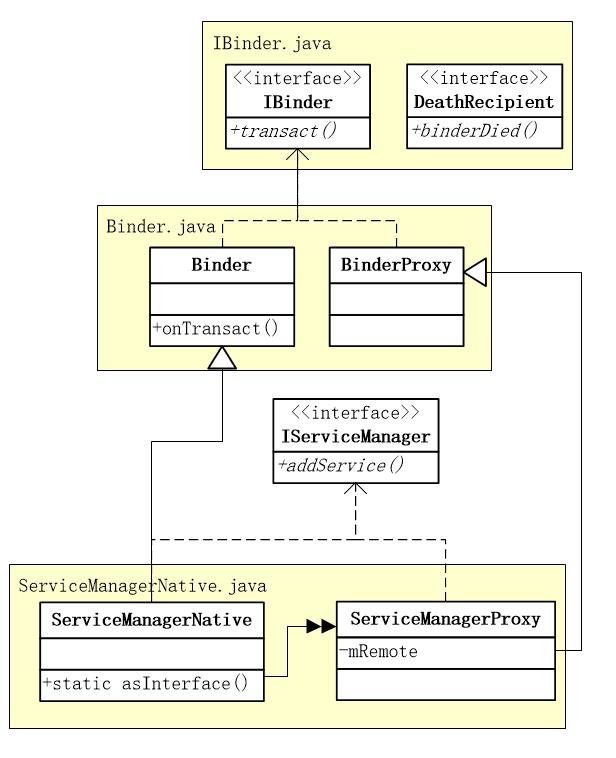 IBinder.java
<<interface>>
IBinder
+transact()
<<interface>>
DeathRecipient
+binderDied()
Binder.java
Binder
+onTransact()
BinderProxy
<<interface>>
IServiceManager
+addService()
ServiceManagerNative.java
ServiceManagerNative
+static asInterface()
ServiceManagerProxy
-mRemote